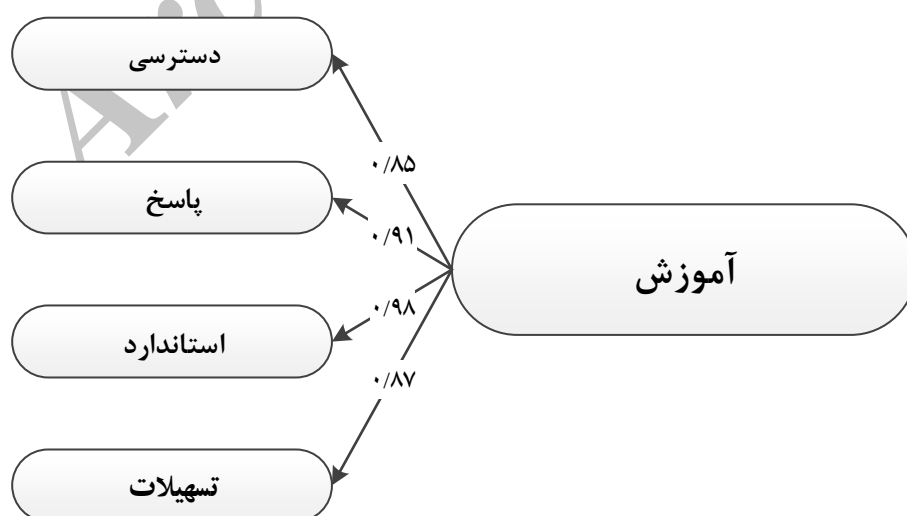 دسترسی
۰/۸۵
پاسخ
۰/۹۱
آموزش
۰/۹۸
استاندارد
۰/۸۷
تسهیلات